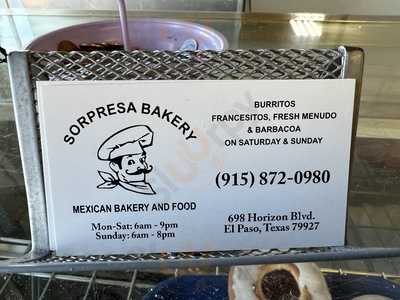 SORPRESA BAKERY
MEXICAN BAKERY AND FOOD
Mon-Sat: 6am - 9pm
Sunday: 6am - 8pm
BURRITOS
FRANCESITOS, FRESH MENUDO
& BARBACOA
ON SATURDAY & SUNDAY
(915) 872-0980
698 Horizon Blvd.
El Paso, Texas 79927